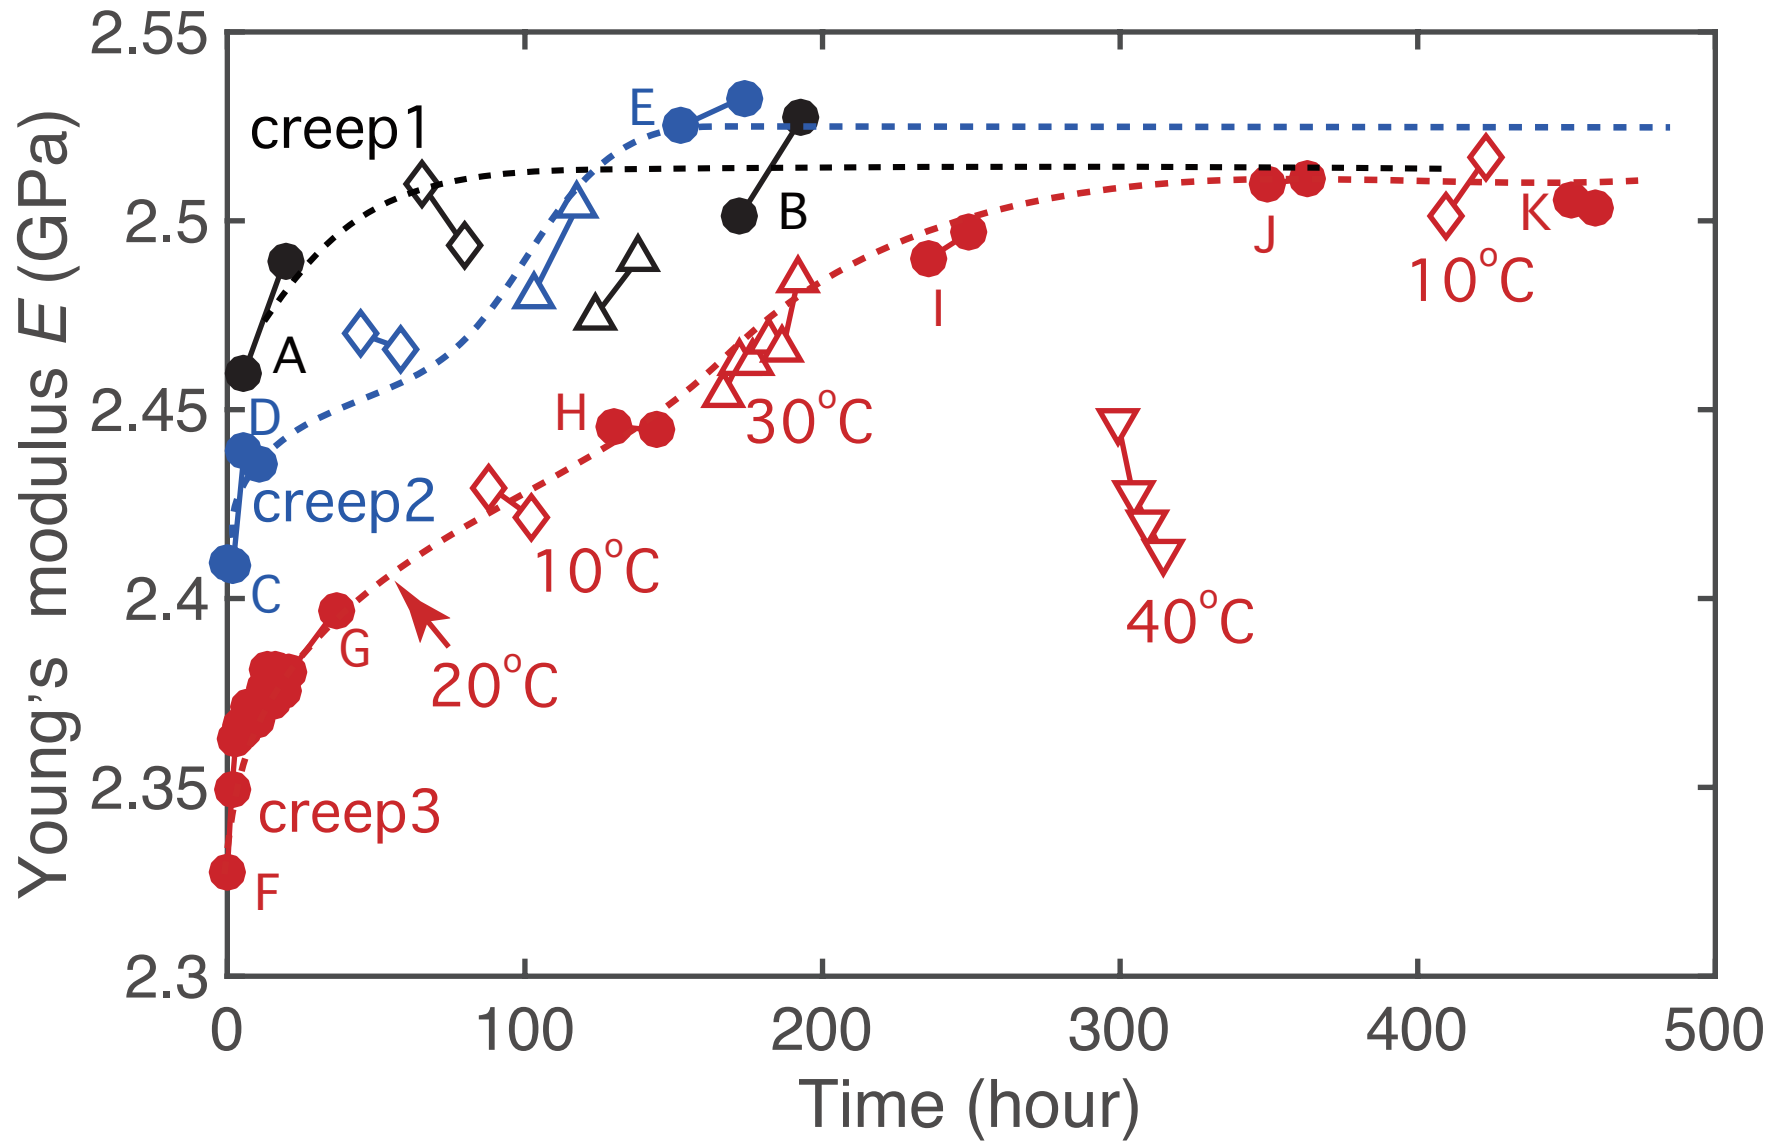 2.55
2.5
2.45
2.4
2.35
2.3
Young's modulus E (GPa)
creep1
E
B
A
D
creep2
C
H
30°C
I
J
10°C
K
10°C
G
20°C
40°C
creep3
F
0
100
200
300
400
500
Time (hour)